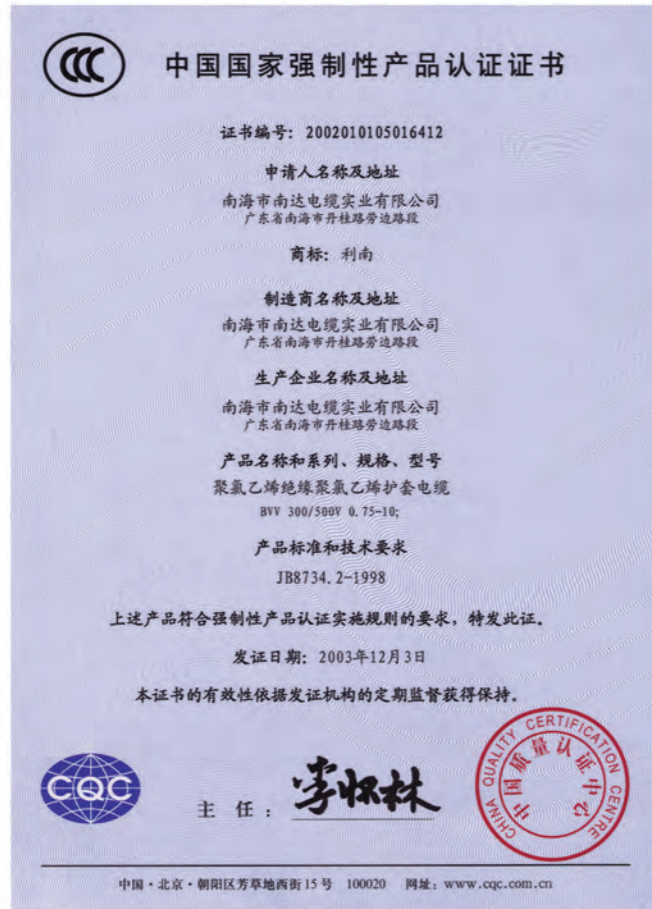 CCC
中国国家强制性产品认证证书
证书编号：2002010105016412
申请人名称及地址
南海市南达电缆实业有限公司
广东省南海市丹桂路劳边路段
商标：利南
制造商名称及地址
南海市南达电缆实业有限公司
广东省南海市丹桂路劳边路段
生产企业名称及地址
南海市南达电缆实业有限公司
广东省南海市丹桂路劳边路段
产品名称和系列、规格、型号
聚氯乙烯绝缘聚氯乙烯护套电缆
BVV 300/500V 0.75-10;
产品标准和技术要求
JB8734.2-1998
上述产品符合强制性产品认证实施规则的要求，特发此证。
发证日期：2003年12月3日
本证书的有效性依据发证机构的定期监督获得保持。
CQC
主 任：李怀林
CHINA QUALITY CERTIFICATION CENTRE
中国质量认证中心
中国·北京·朝阳区芳草地西街15号 100020 网址：www.cqc.com.cn